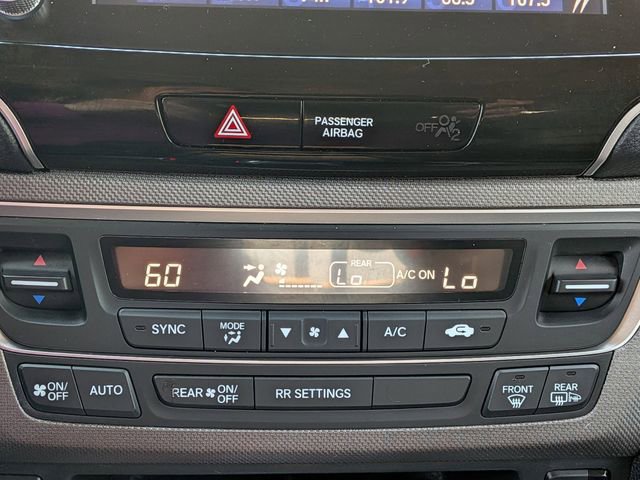 PASSENGER
AIRBAG
OFF 2
REAR
60 Lo A/C ON Lo
SYNC MODE A/C
ON/
OFF AUTO REAR ON/
OFF RR SETTINGS FRONT REAR